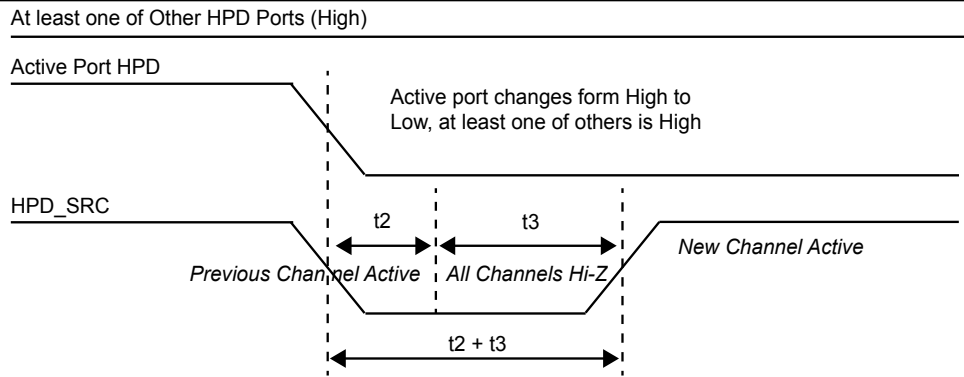 At least one of Other HPD Ports (High)
Active Port HPD
Active port changes form High to
Low, at least one of others is High
HPD_SRC
t2
t3
Previous Channel Active
All Channels Hi-Z
New Channel Active
t2 + t3